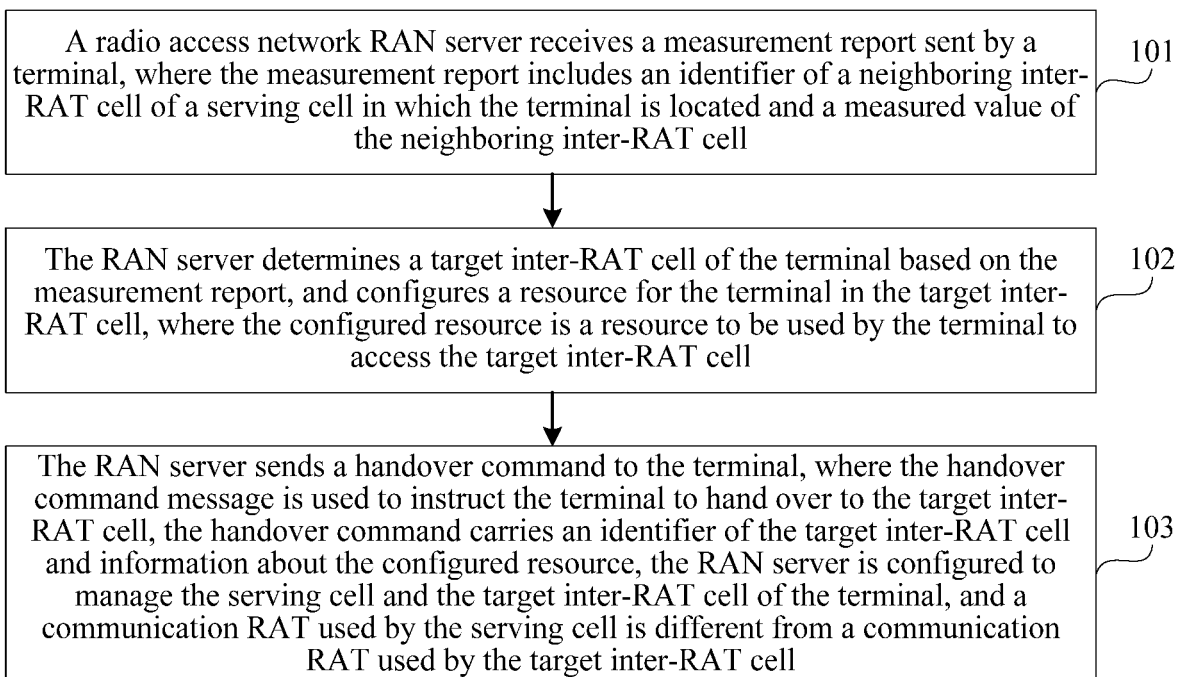 A radio access network RAN server receives a measurement report sent by a
terminal, where the measurement report includes an identifier of a neighboring inter-
RAT cell of a serving cell in which the terminal is located and a measured value of
the neighboring inter-RAT cell
101
The RAN server determines a target inter-RAT cell of the terminal based on the
measurement report, and configures a resource for the terminal in the target inter-
RAT cell, where the configured resource is a resource to be used by the terminal to
access the target inter-RAT cell
102
The RAN server sends a handover command to the terminal, where the handover
command message is used to instruct the terminal to hand over to the target inter-
RAT cell, the handover command carries an identifier of the target inter-RAT cell
and information about the configured resource, the RAN server is configured to
manage the serving cell and the target inter-RAT cell of the terminal, and a
communication RAT used by the serving cell is different from a communication
RAT used by the target inter-RAT cell
103